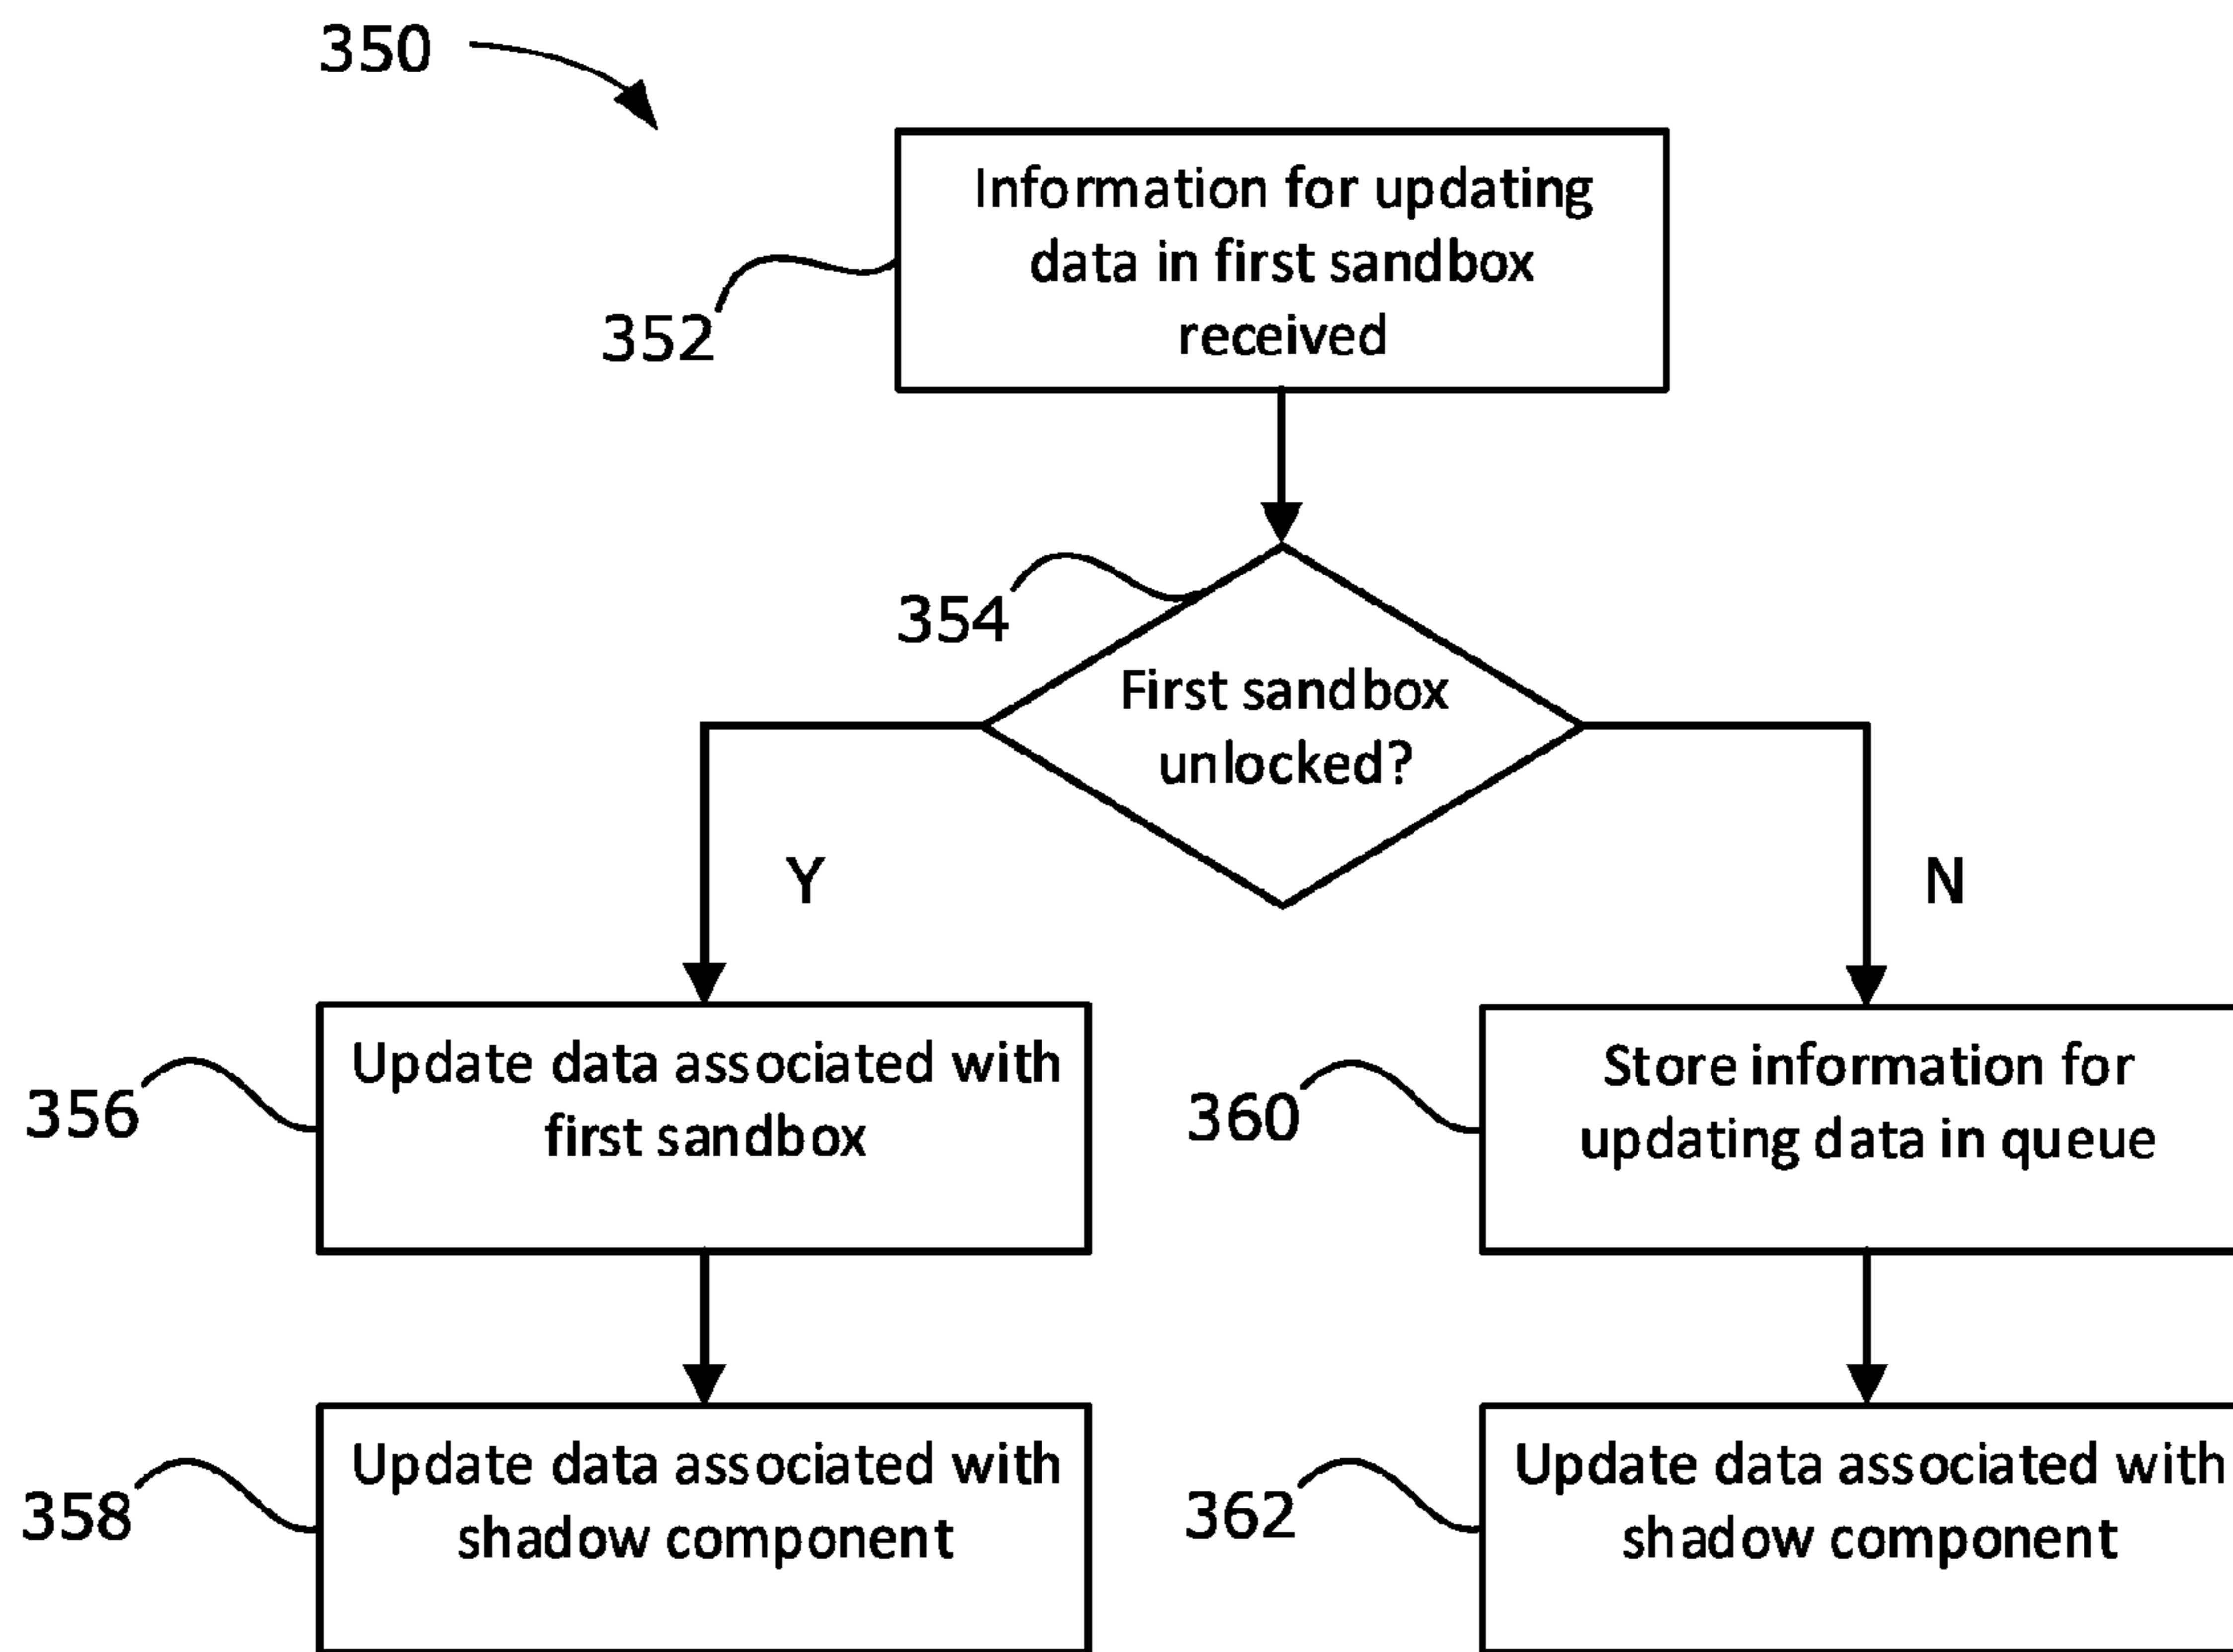 350
Information for updating
data in first sandbox
received
352
354
First sandbox
unlocked?
Y
N
Update data associated with
first sandbox
356
Store information for
updating data in queue
360
Update data associated with
shadow component
358
Update data associated with
shadow component
362